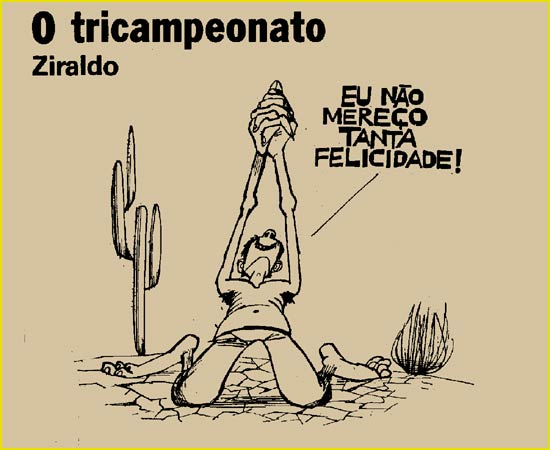 O tricampeonato
Ziraldo
EU NÃO
MEREÇO
TANTA
FELICIDADE!